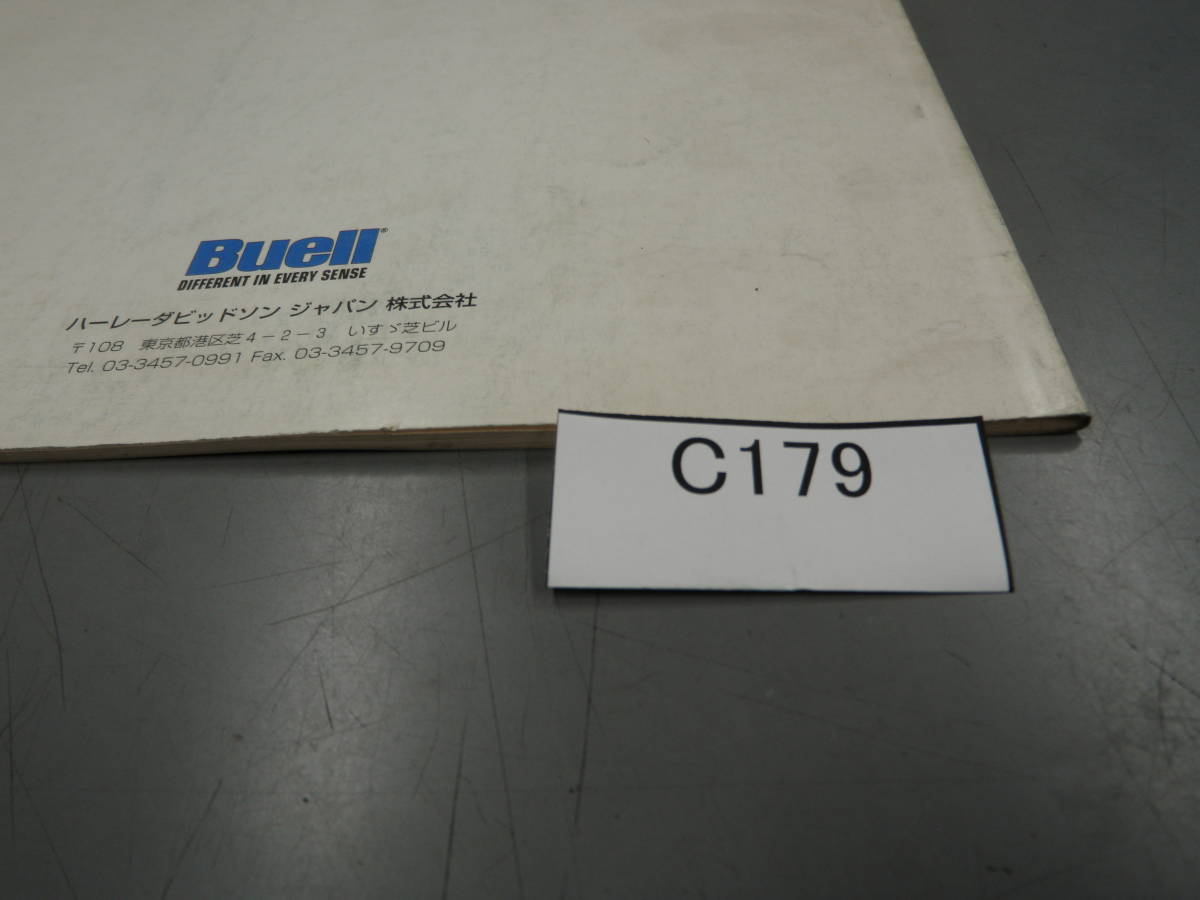 Buell®
DIFFERENT IN EVERY SENSE
ハーレーダビッドソン ジャパン 株式会社
〒108 東京都港区芝4－2－3 いすゞ芝ビル
Tel. 03-3457-0991 Fax. 03-3457-9709
C179